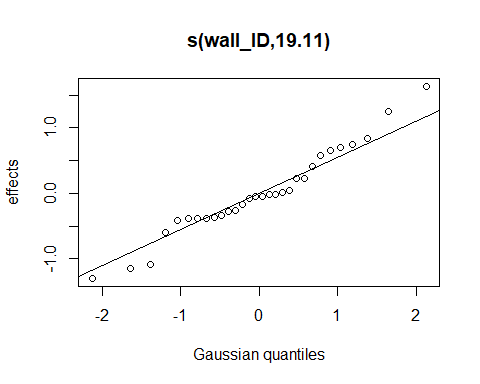 s(wall_ID,19.11)
effects
1.0
0.0
-1.0
-2
-1
0
1
2
Gaussian quantiles